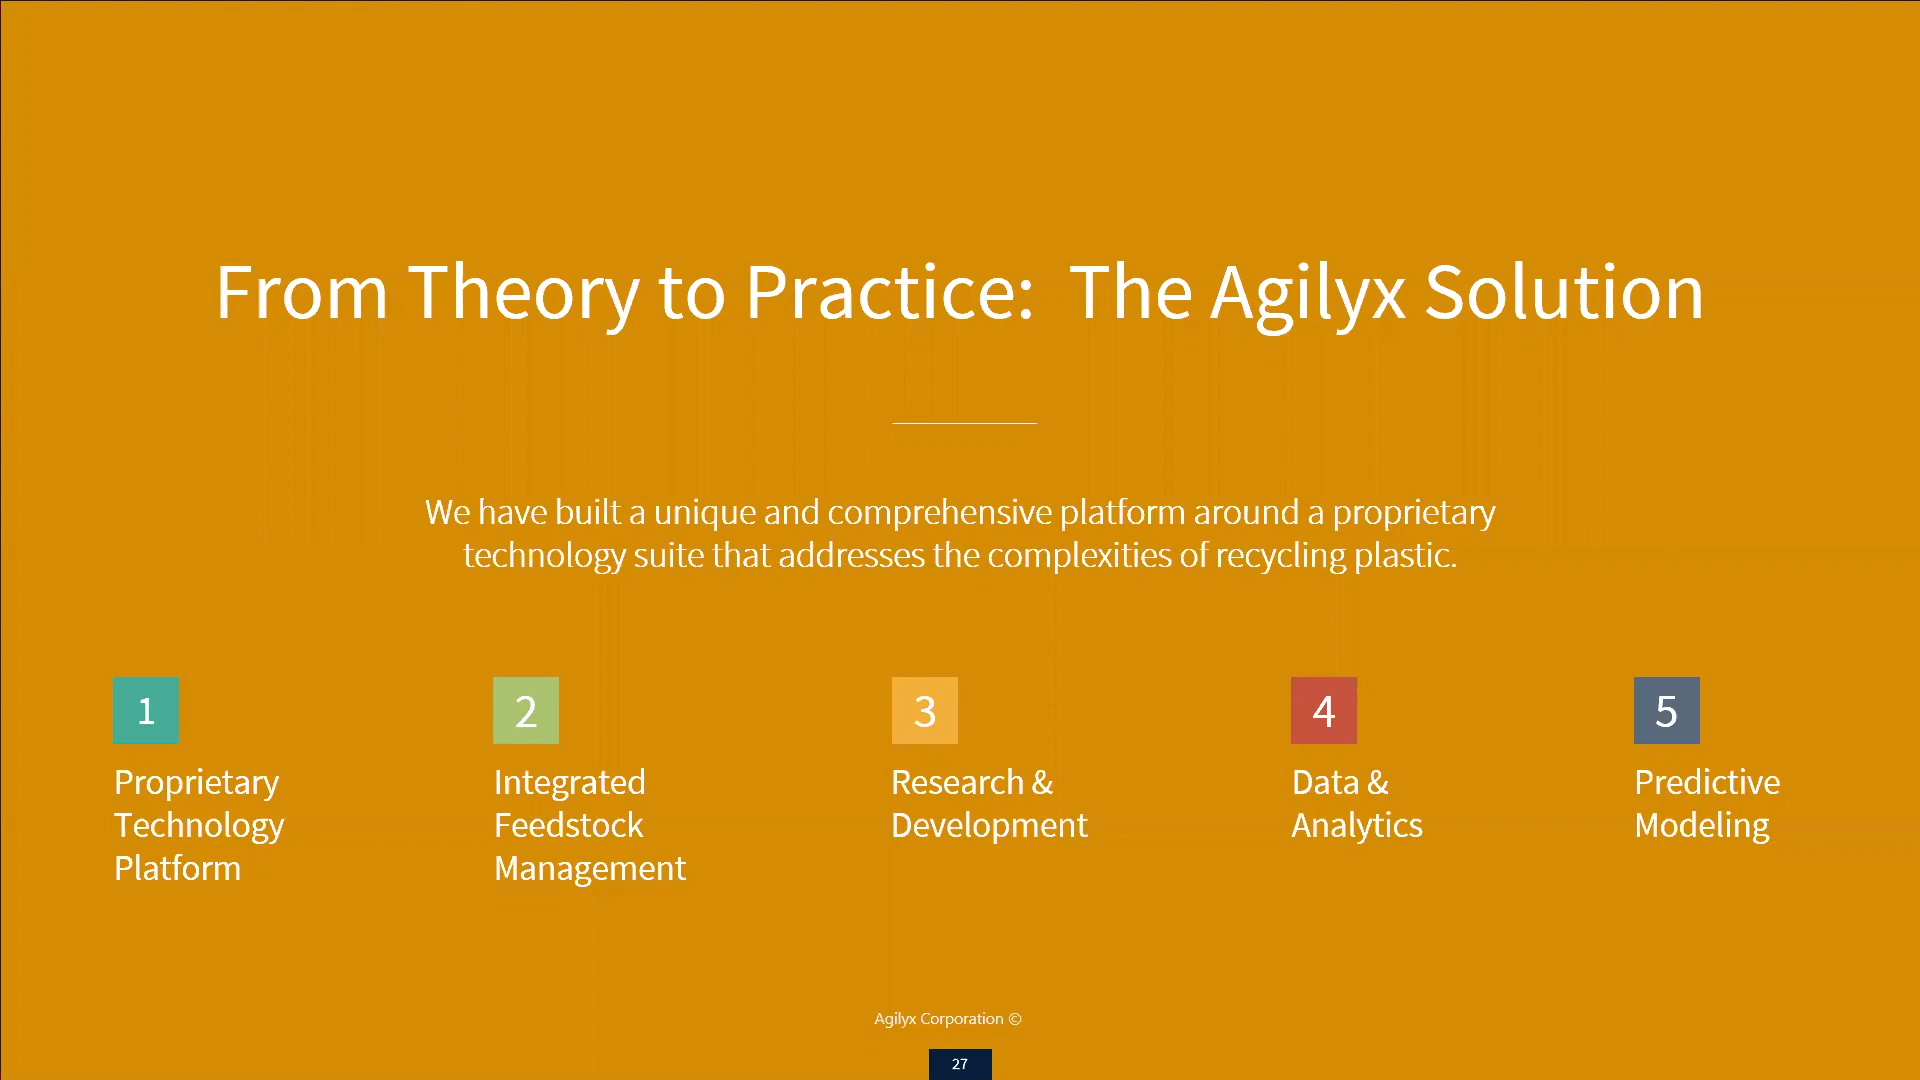 From Theory to Practice:  The Agilyx Solution
We have built a unique and comprehensive platform around a proprietary
technology suite that addresses the complexities of recycling plastic.
1
Proprietary
Technology
Platform
2
Integrated
Feedstock
Management
3
Research &
Development
4
Data &
Analytics
5
Predictive
Modeling
Agilyx Corporation ©
27